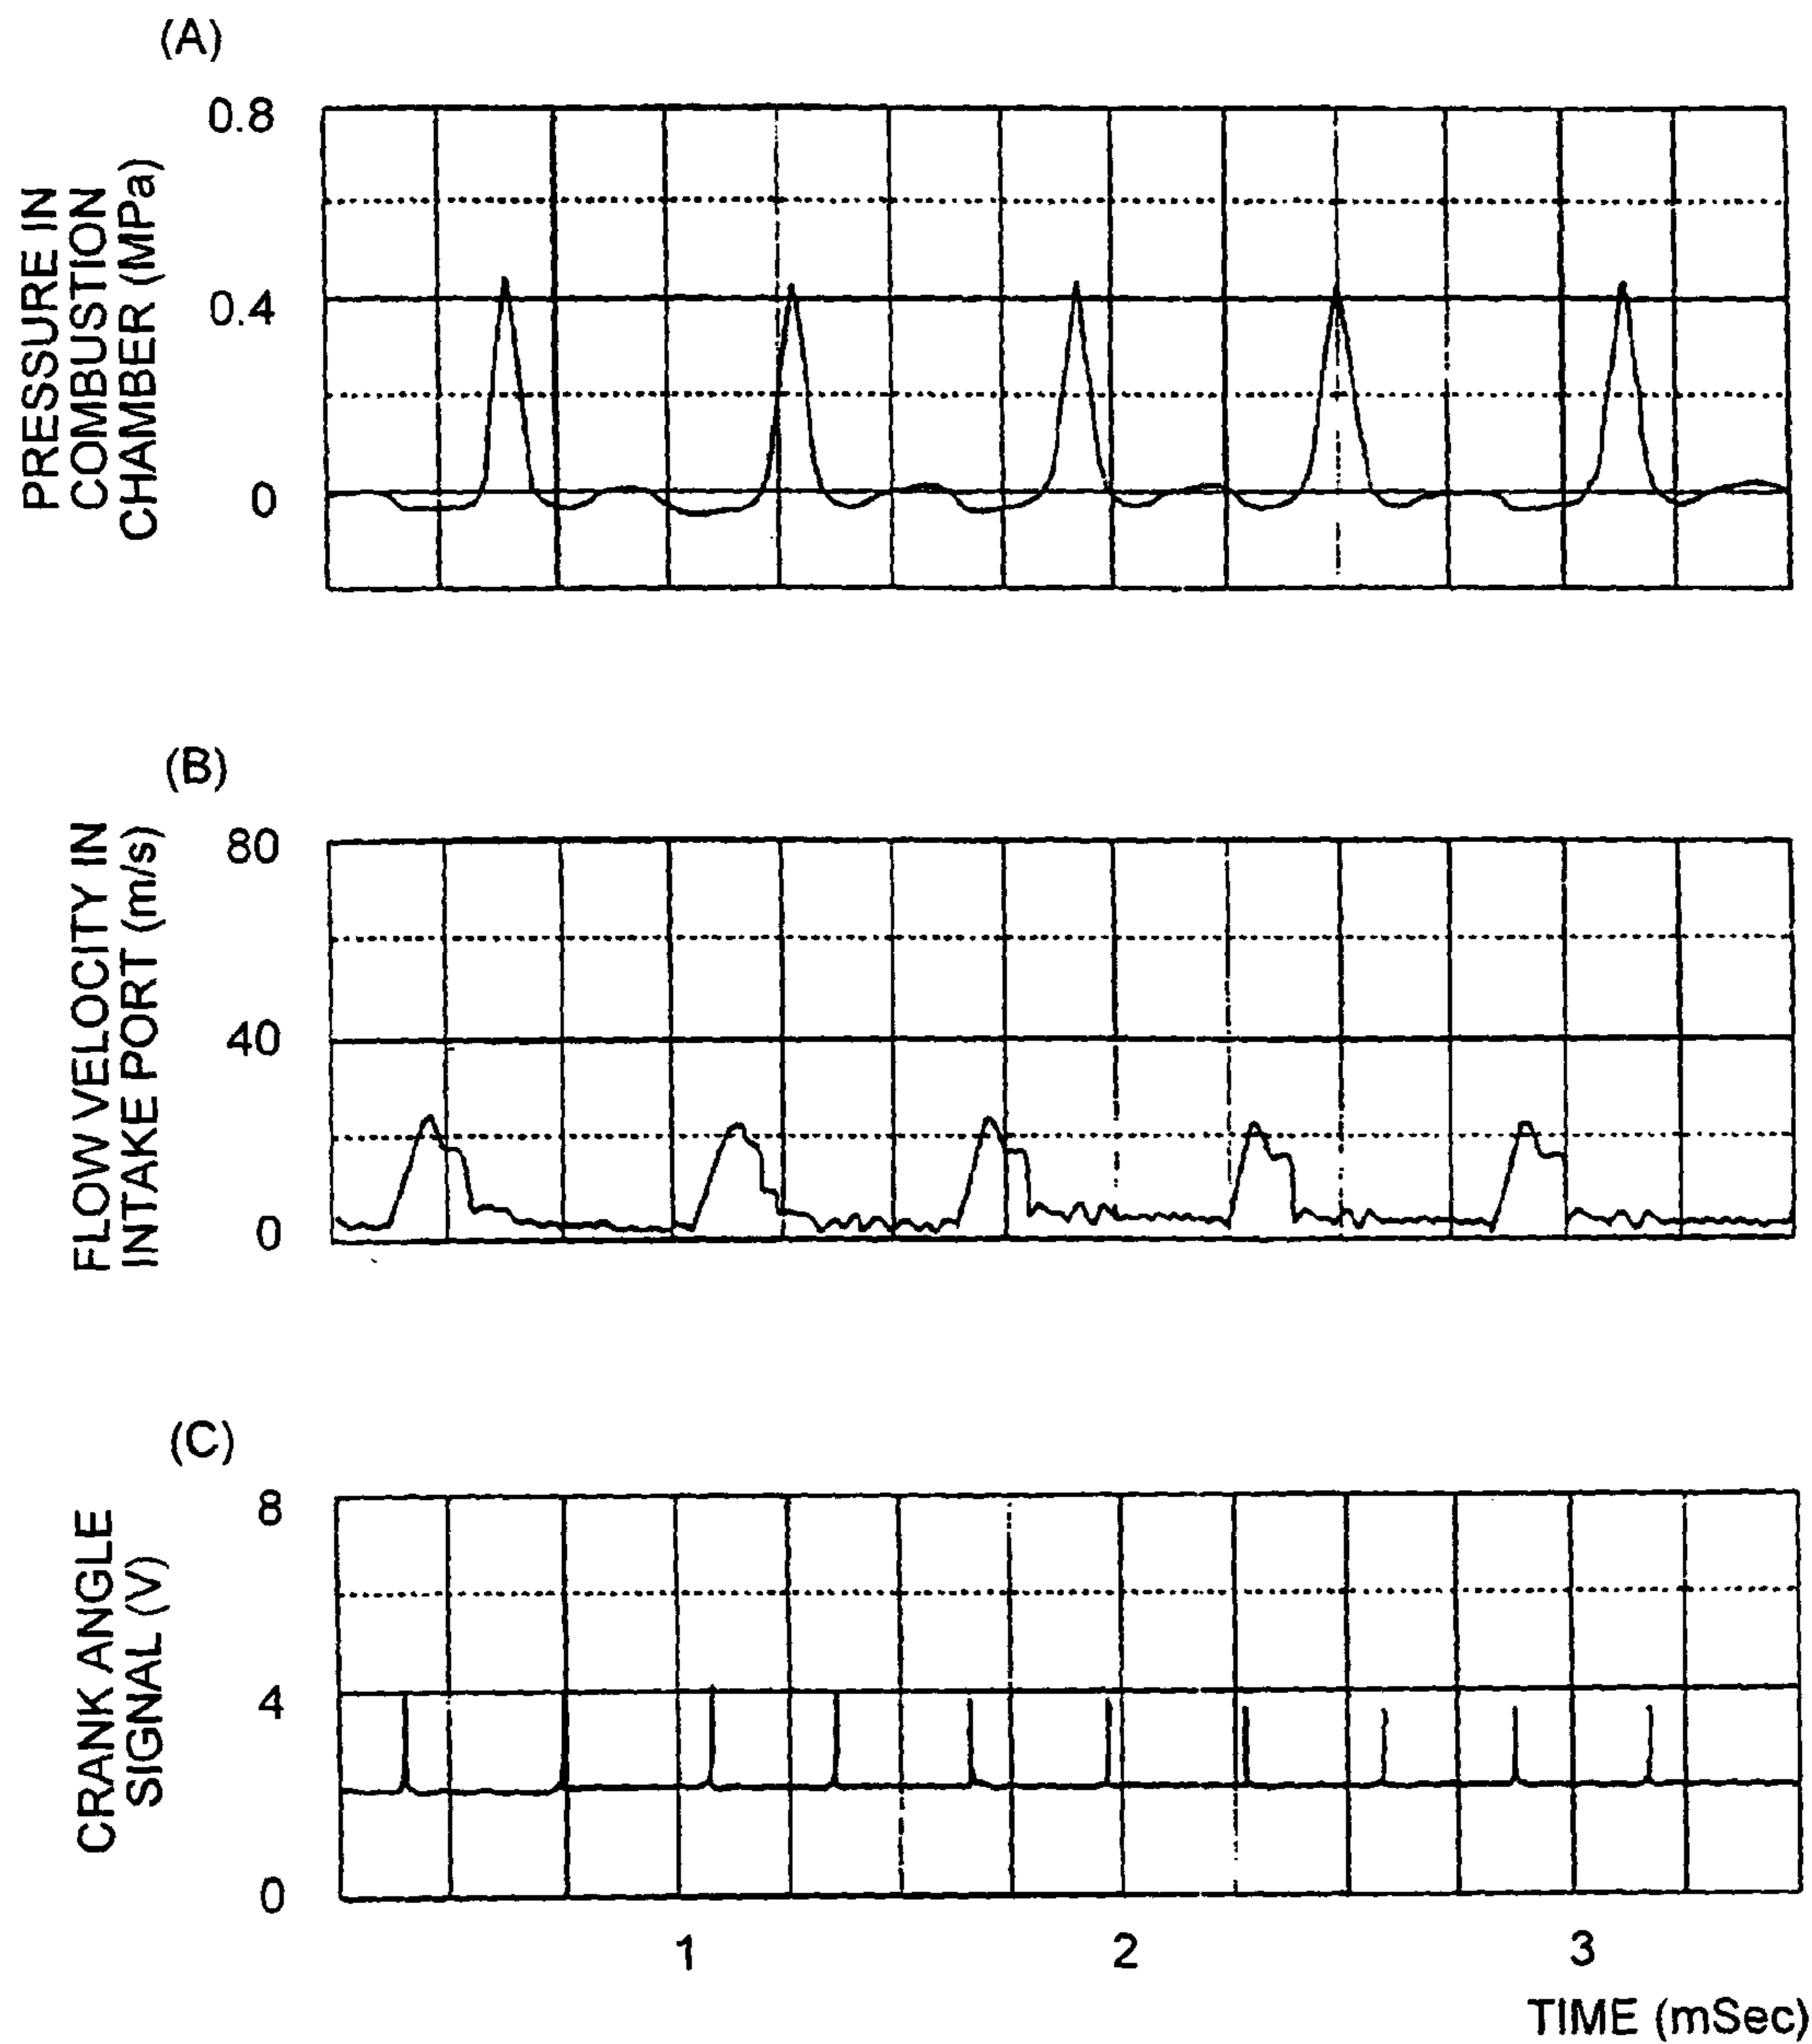 (A)
PRESSURE IN
COMBUSTION
CHAMBER (MPa)
0.8
0.4
0
(B)
FLOW VELOCITY IN
INTAKE PORT (m/s)
80
40
0
(C)
CRANK ANGLE
SIGNAL (V)
8
4
0
1 2 3
TIME (mSec)